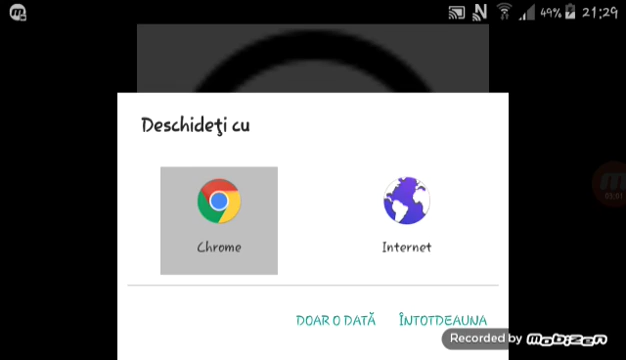 49% 21:29
Deschideţi cu
Chrome Internet
DOAR O DATĂ ÎNTOTDEAUNA
Recorded by mobizen